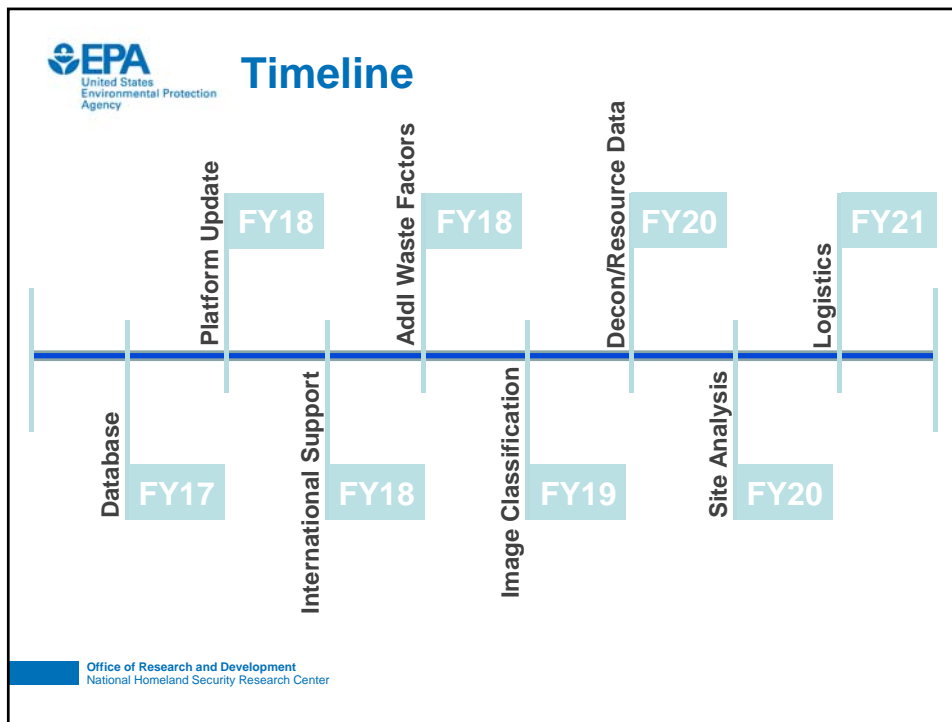 EPA
United States
Environmental Protection
Agency
Timeline
Database
FY17
Platform Update
FY18
International Support
FY18
Addl Waste Factors
FY18
Image Classification
FY19
Decon/Resource Data
FY20
Site Analysis
FY20
Logistics
FY21
Office of Research and Development
National Homeland Security Research Center